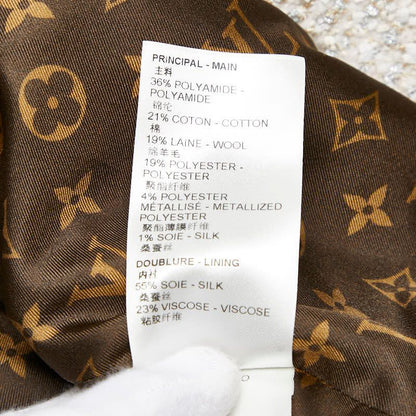 PRINCIPAL - MAIN
主料
36% POLYAMIDE -
POLYAMIDE
锦纶
21% COTON - COTTON
棉
19% LAINE - WOOL
绵羊毛
19% POLYESTER -
POLYESTER
聚酯纤维
4% POLYESTER
MÉTALLISÉ - METALLIZED
POLYESTER
聚酯薄膜纤维
1% SOIE - SILK
桑蚕丝
DOUBLURE - LINING
内衬
55% SOIE - SILK
桑蚕丝
23% VISCOSE - VISCOSE
粘胶纤维